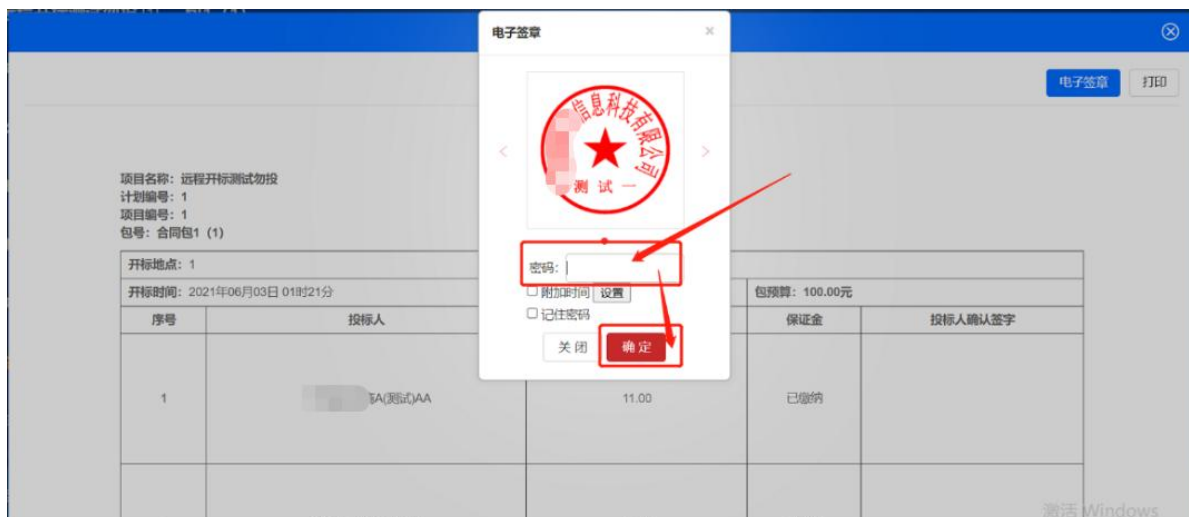 电子签章
×
电子签章
打印
信息科技有限公司
测试一
项目名称：远程开标测试勿投
计划编号：1
项目编号：1
包号：合同包1（1）
密码：
附加时间 设置
记住密码
关闭 确定
开标地点：1
开标时间：2021年06月03日 01时21分 包预算：100.00元
序号 投标人 保证金 投标人确认签字
1 A(测试)AA 11.00 已缴纳
激活 Windows